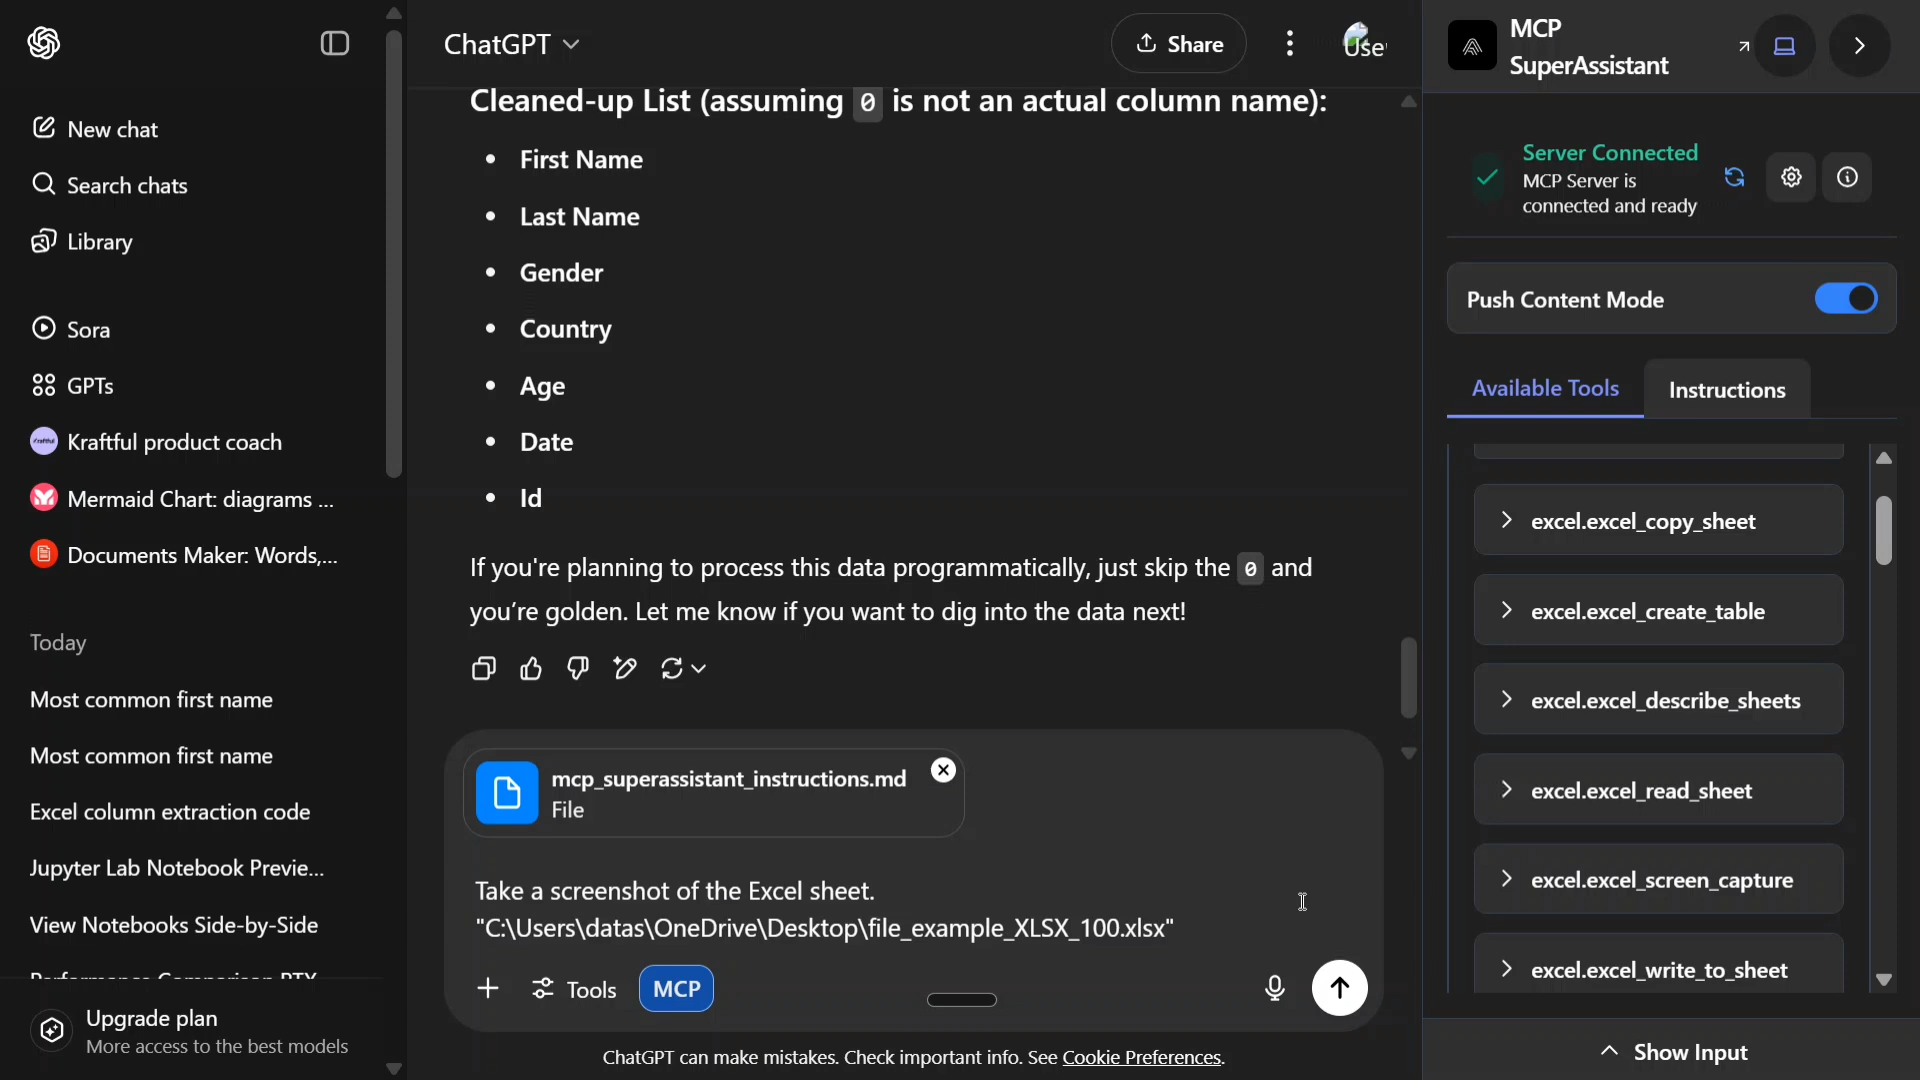 New chat
Search chats
Library
Sora
GPTs
Kraftful product coach
Mermaid Chart: diagrams ...
Documents Maker: Words,...
Today
Most common first name
Most common first name
Excel column extraction code
Jupyter Lab Notebook Previe...
View Notebooks Side-by-Side
Upgrade plan
More access to the best models
ChatGPT
Share
Use
Cleaned-up List (assuming 0 is not an actual column name):
• First Name
• Last Name
• Gender
• Country
• Age
• Date
• Id
If you're planning to process this data programmatically, just skip the 0 and
you’re golden. Let me know if you want to dig into the data next!
mcp_superassistant_instructions.md
File
Take a screenshot of the Excel sheet.
"C:\Users\datas\OneDrive\Desktop\file_example_XLSX_100.xlsx"
Tools
MCP
ChatGPT can make mistakes. Check important info. See Cookie Preferences.
MCP
SuperAssistant
Server Connected
MCP Server is
connected and ready
Push Content Mode
Available Tools
Instructions
excel.excel_copy_sheet
excel.excel_create_table
excel.excel_describe_sheets
excel.excel_read_sheet
excel.excel_screen_capture
excel.excel_write_to_sheet
Show Input